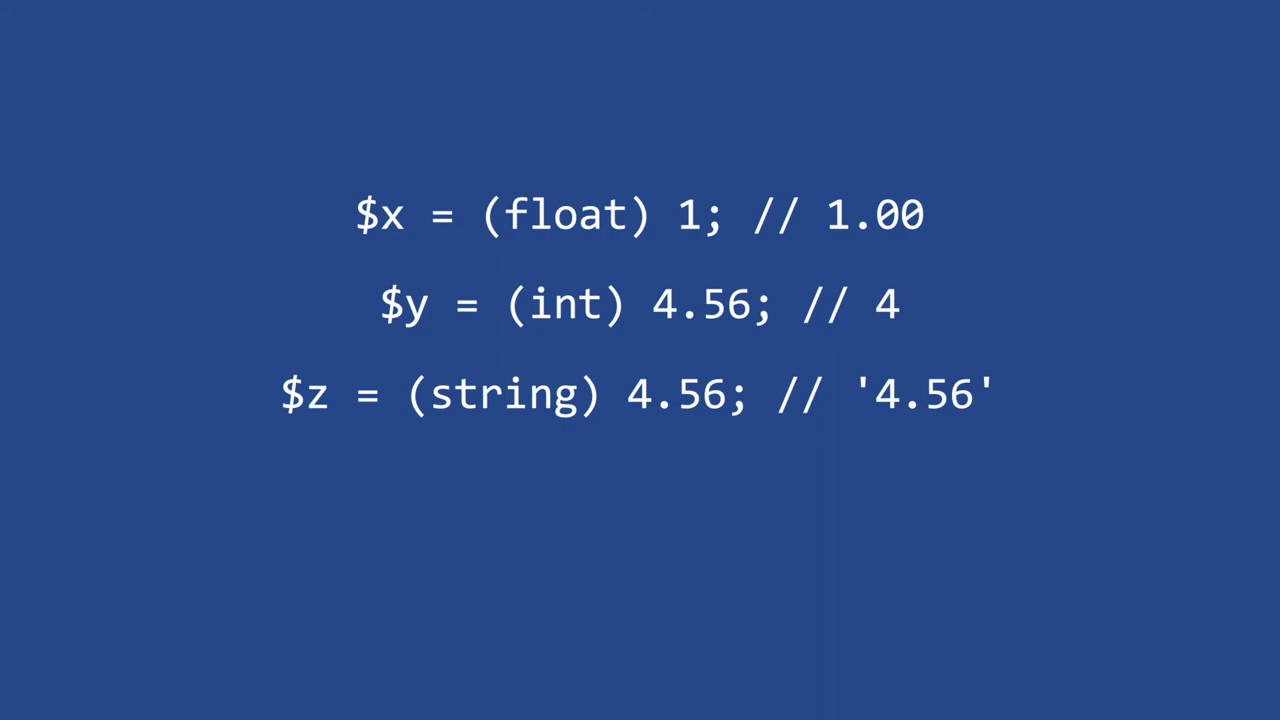 $x = (float) 1; // 1.00
$y = (int) 4.56; // 4
$z = (string) 4.56; // '4.56'